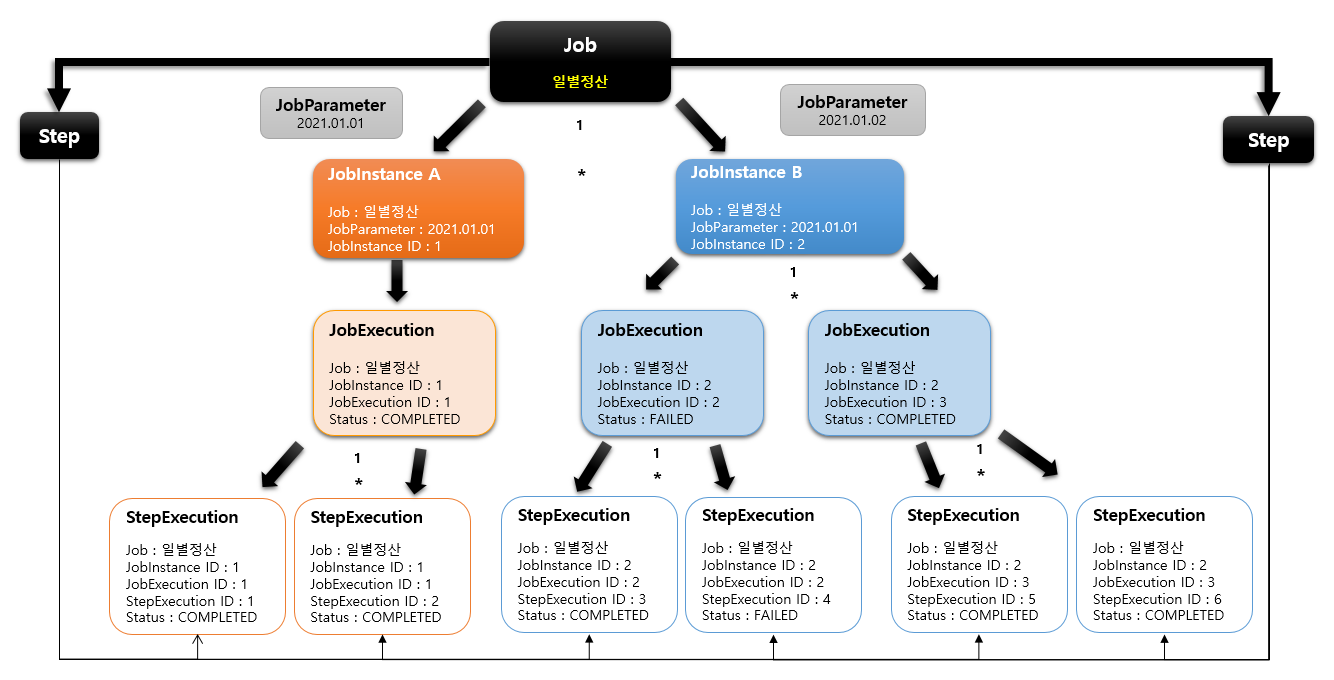 Job
일별정산
JobParameter
2021.01.01
JobParameter
2021.01.02
Step
Step
1
*
JobInstance A
Job : 일별정산
JobParameter : 2021.01.01
JobInstance ID : 1
JobInstance B
Job : 일별정산
JobParameter : 2021.01.01
JobInstance ID : 2
1
*
JobExecution
Job : 일별정산
JobInstance ID : 1
JobExecution ID : 1
Status : COMPLETED
JobExecution
Job : 일별정산
JobInstance ID : 2
JobExecution ID : 2
Status : FAILED
JobExecution
Job : 일별정산
JobInstance ID : 2
JobExecution ID : 3
Status : COMPLETED
1
*
1
*
1
*
StepExecution
Job : 일별정산
JobInstance ID : 1
JobExecution ID : 1
StepExecution ID : 1
Status : COMPLETED
StepExecution
Job : 일별정산
JobInstance ID : 1
JobExecution ID : 1
StepExecution ID : 2
Status : COMPLETED
StepExecution
Job : 일별정산
JobInstance ID : 2
JobExecution ID : 2
StepExecution ID : 3
Status : COMPLETED
StepExecution
Job : 일별정산
JobInstance ID : 2
JobExecution ID : 2
StepExecution ID : 4
Status : FAILED
StepExecution
Job : 일별정산
JobInstance ID : 2
JobExecution ID : 3
StepExecution ID : 5
Status : COMPLETED
StepExecution
Job : 일별정산
JobInstance ID : 2
JobExecution ID : 3
StepExecution ID : 6
Status : COMPLETED